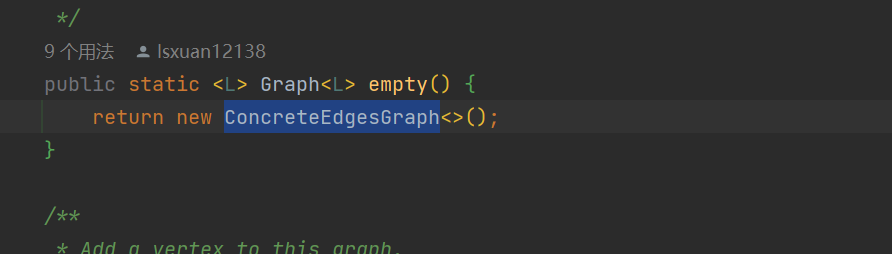 */
9 个用法 lsxuan12138
public static <L> Graph<L> empty() {
return new ConcreteEdgesGraph<>();
}
/**
* Add a vertex to this graph.